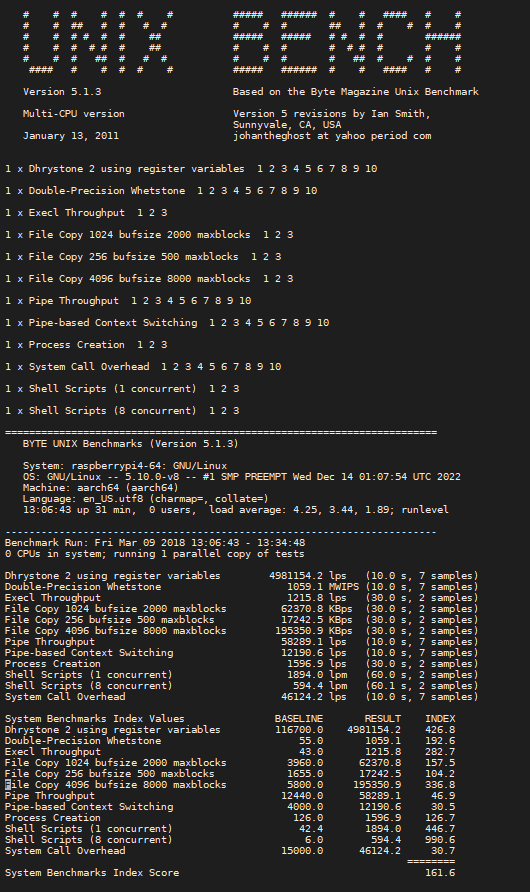 UNIX BENCH
Version 5.1.3 Based on the Byte Magazine Unix Benchmark
Multi-CPU version Version 5 revisions by Ian Smith,
Sunnyvale, CA, USA
January 13, 2011 johantheghost at yahoo period com
1 x Dhrystone 2 using register variables 1 2 3 4 5 6 7 8 9 10
1 x Double-Precision Whetstone 1 2 3 4 5 6 7 8 9 10
1 x Execl Throughput 1 2 3
1 x File Copy 1024 bufsize 2000 maxblocks 1 2 3
1 x File Copy 256 bufsize 500 maxblocks 1 2 3
1 x File Copy 4096 bufsize 8000 maxblocks 1 2 3
1 x Pipe Throughput 1 2 3 4 5 6 7 8 9 10
1 x Pipe-based Context Switching 1 2 3 4 5 6 7 8 9 10
1 x Process Creation 1 2 3
1 x System Call Overhead 1 2 3 4 5 6 7 8 9 10
1 x Shell Scripts (1 concurrent) 1 2 3
1 x Shell Scripts (8 concurrent) 1 2 3
========================================================================
BYTE UNIX Benchmarks (Version 5.1.3)
System: raspberrypi4-64: GNU/Linux
OS: GNU/Linux -- 5.10.0-v8 -- #1 SMP PREEMPT Wed Dec 14 01:07:54 UTC 2022
Machine: aarch64 (aarch64)
Language: en_US.utf8 (charmap=, collate=)
13:06:43 up 31 min, 0 users, load average: 4.25, 3.44, 1.89; runlevel
------------------------------------------------------------------------
Benchmark Run: Fri Mar 09 2018 13:06:43 - 13:34:48
0 CPUs in system; running 1 parallel copy of tests
Dhrystone 2 using register variables 4981154.2 lps (10.0 s, 7 samples)
Double-Precision Whetstone 1059.1 MWIPS (10.0 s, 7 samples)
Execl Throughput 1215.8 lps (30.0 s, 2 samples)
File Copy 1024 bufsize 2000 maxblocks 62370.8 KBps (30.0 s, 2 samples)
File Copy 256 bufsize 500 maxblocks 17242.5 KBps (30.0 s, 2 samples)
File Copy 4096 bufsize 8000 maxblocks 195350.9 KBps (30.0 s, 2 samples)
Pipe Throughput 58289.1 lps (10.0 s, 7 samples)
Pipe-based Context Switching 12190.6 lps (10.0 s, 7 samples)
Process Creation 1596.9 lps (30.0 s, 2 samples)
Shell Scripts (1 concurrent) 1894.0 lpm (60.0 s, 2 samples)
Shell Scripts (8 concurrent) 594.4 lpm (60.1 s, 2 samples)
System Call Overhead 46124.2 lps (10.0 s, 7 samples)
System Benchmarks Index Values BASELINE RESULT INDEX
Dhrystone 2 using register variables 116700.0 4981154.2 426.8
Double-Precision Whetstone 55.0 1059.1 192.6
Execl Throughput 43.0 1215.8 282.7
File Copy 1024 bufsize 2000 maxblocks 3960.0 62370.8 157.5
File Copy 256 bufsize 500 maxblocks 1655.0 17242.5 104.2
File Copy 4096 bufsize 8000 maxblocks 5800.0 195350.9 336.8
Pipe Throughput 12440.0 58289.1 46.9
Pipe-based Context Switching 4000.0 12190.6 30.5
Process Creation 126.0 1596.9 126.7
Shell Scripts (1 concurrent) 42.4 1894.0 446.7
Shell Scripts (8 concurrent) 6.0 594.4 990.6
System Call Overhead 15000.0 46124.2 30.7
========
System Benchmarks Index Score 161.6